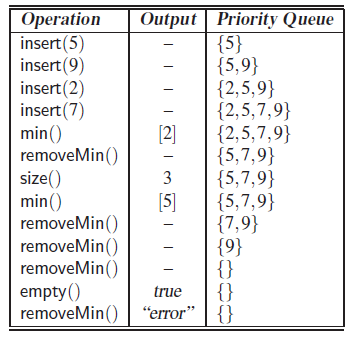 Operation Output Priority Queue
insert(5) – {5}
insert(9) – {5,9}
insert(2) – {2,5,9}
insert(7) – {2,5,7,9}
min() [2] {2,5,7,9}
removeMin() – {5,7,9}
size() 3 {5,7,9}
min() [5] {5,7,9}
removeMin() – {7,9}
removeMin() – {9}
removeMin() – {}
empty() true {}
removeMin() “error” {}